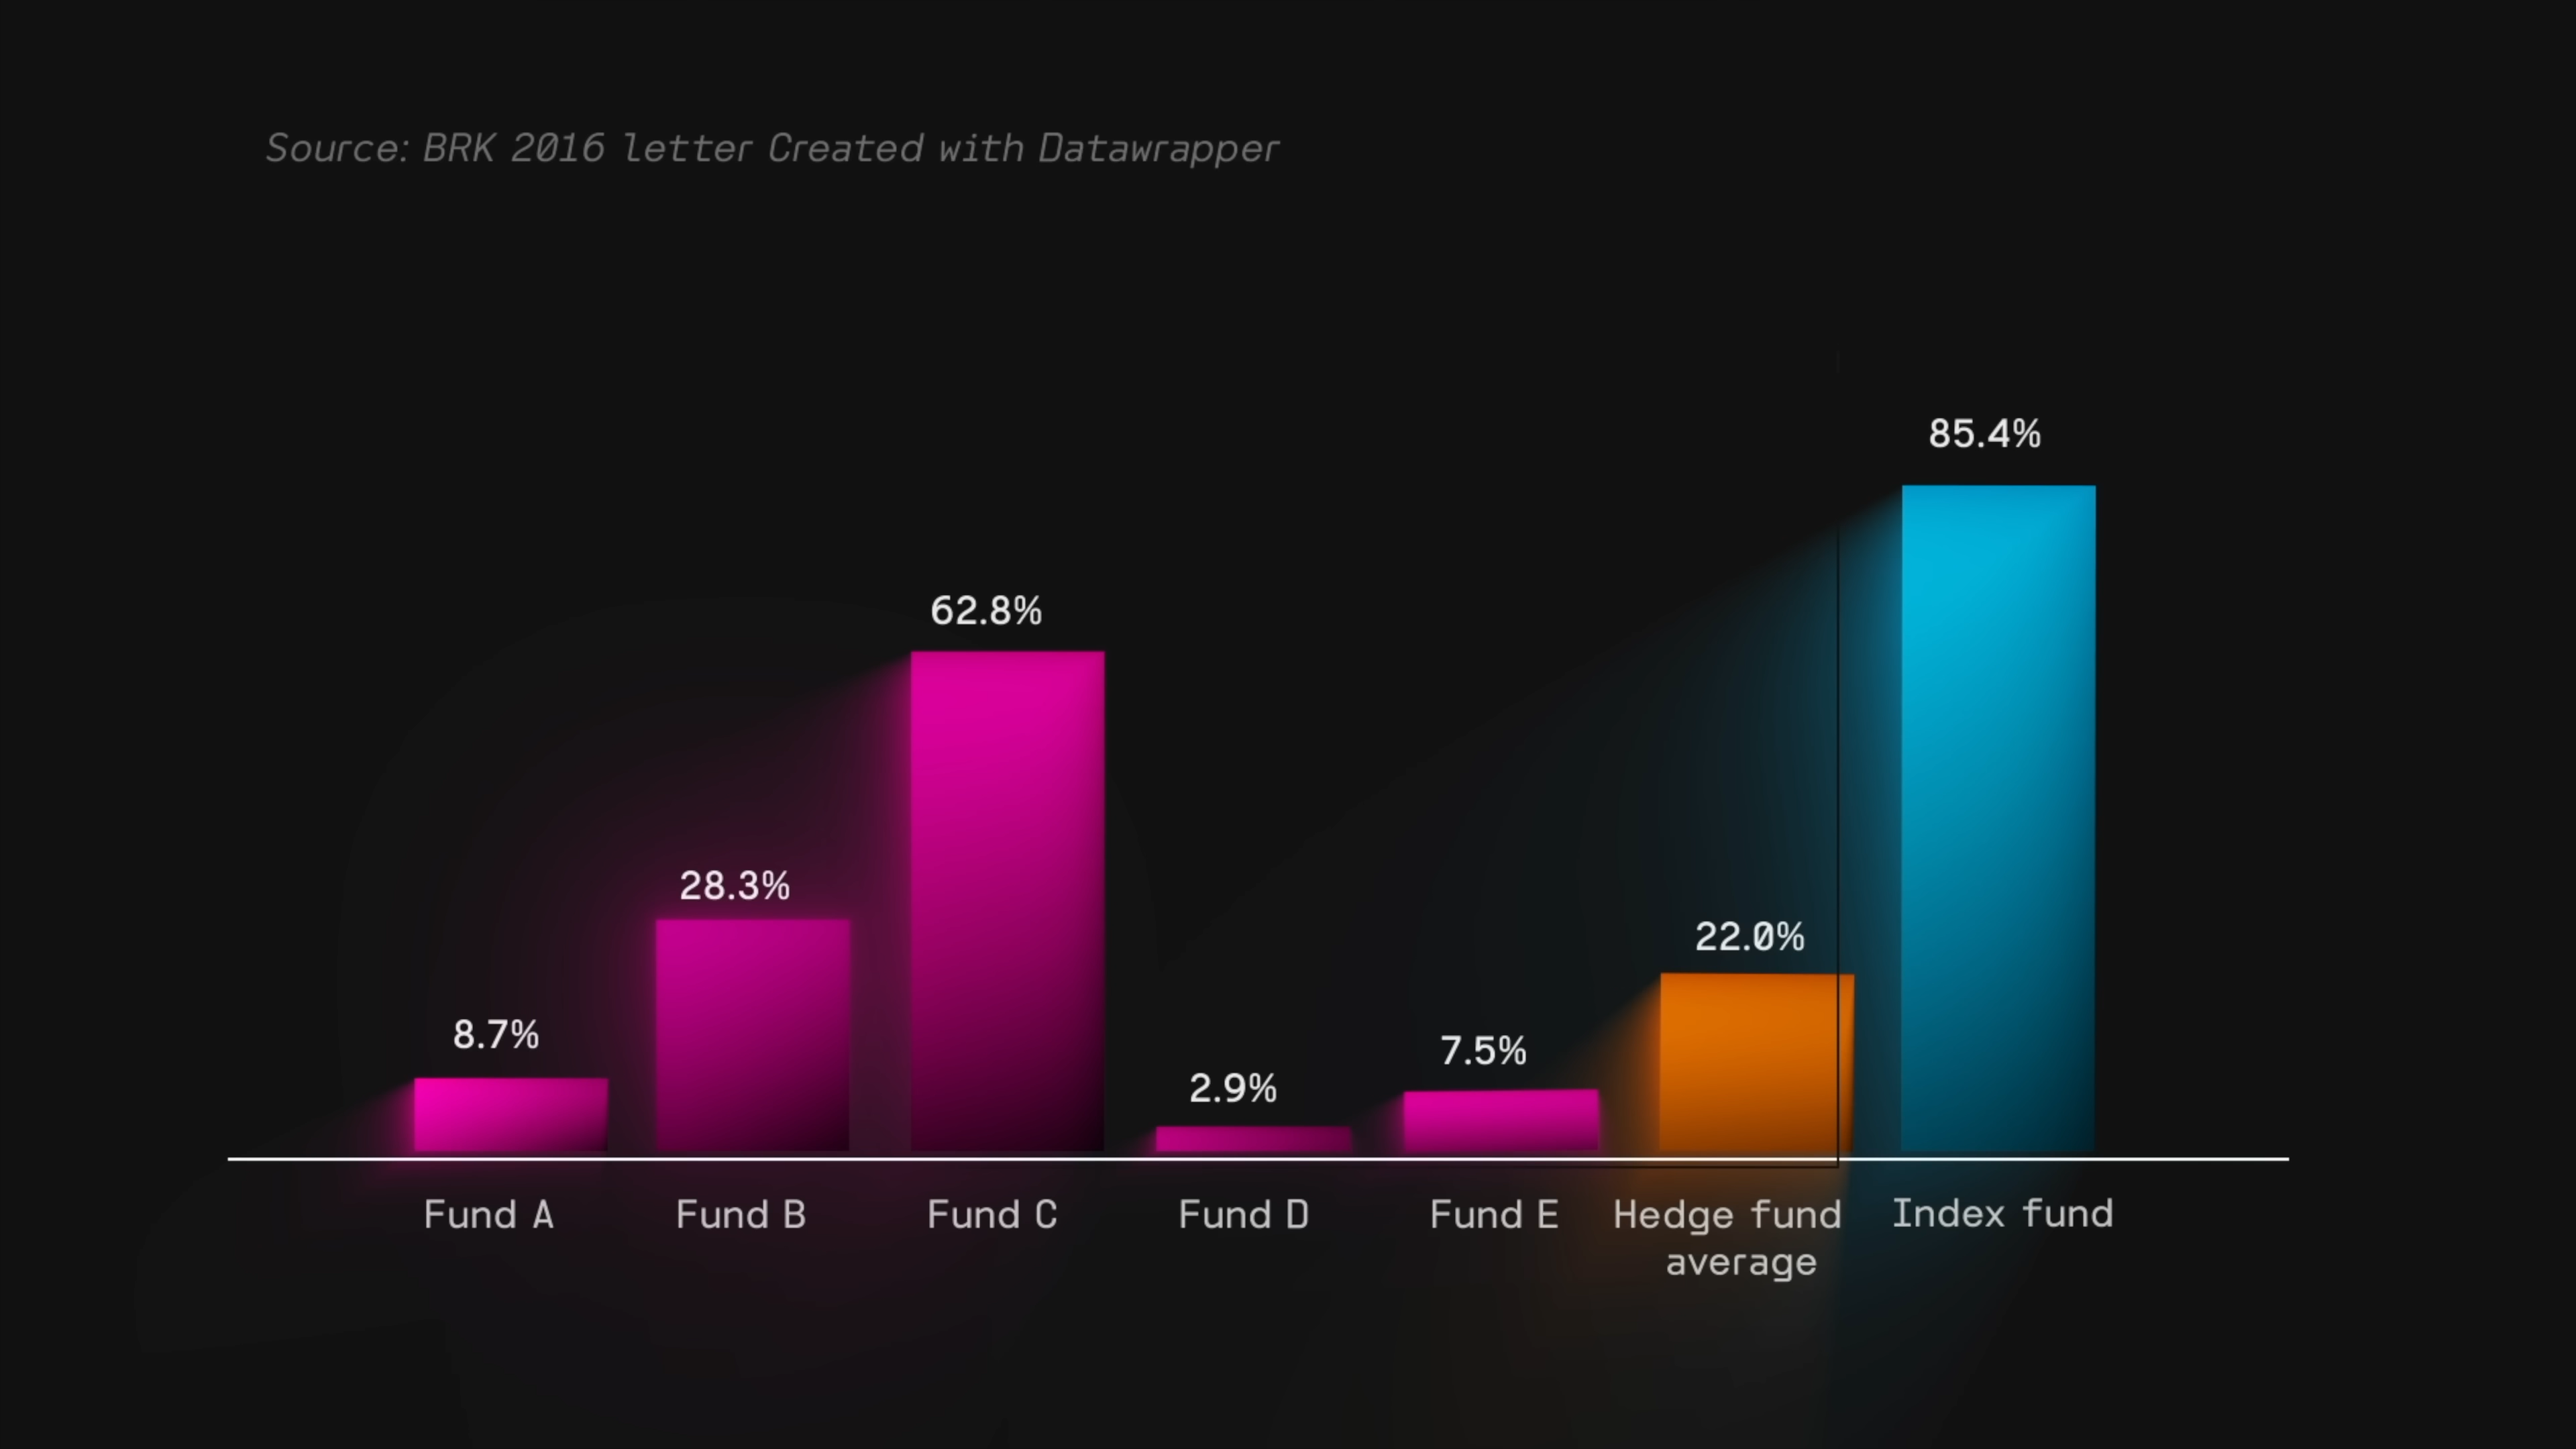 Source: BRK 2016 letter Created with Datawrapper
85.4%
62.8%
28.3%
22.0%
8.7%
7.5%
2.9%
Fund A
Fund B
Fund C
Fund D
Fund E
Hedge fund
average
Index fund